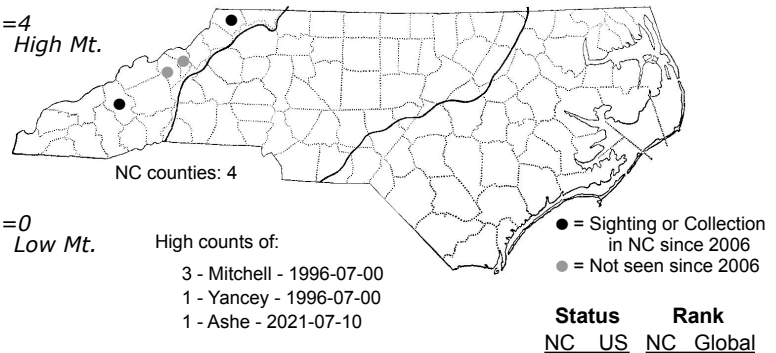 =4
High Mt.
NC counties: 4
=0
Low Mt.
High counts of:
3 - Mitchell - 1996-07-00
1 - Yancey - 1996-07-00
1 - Ashe - 2021-07-10
● = Sighting or Collection
in NC since 2006
● = Not seen since 2006
Status Rank
NC US NC Global